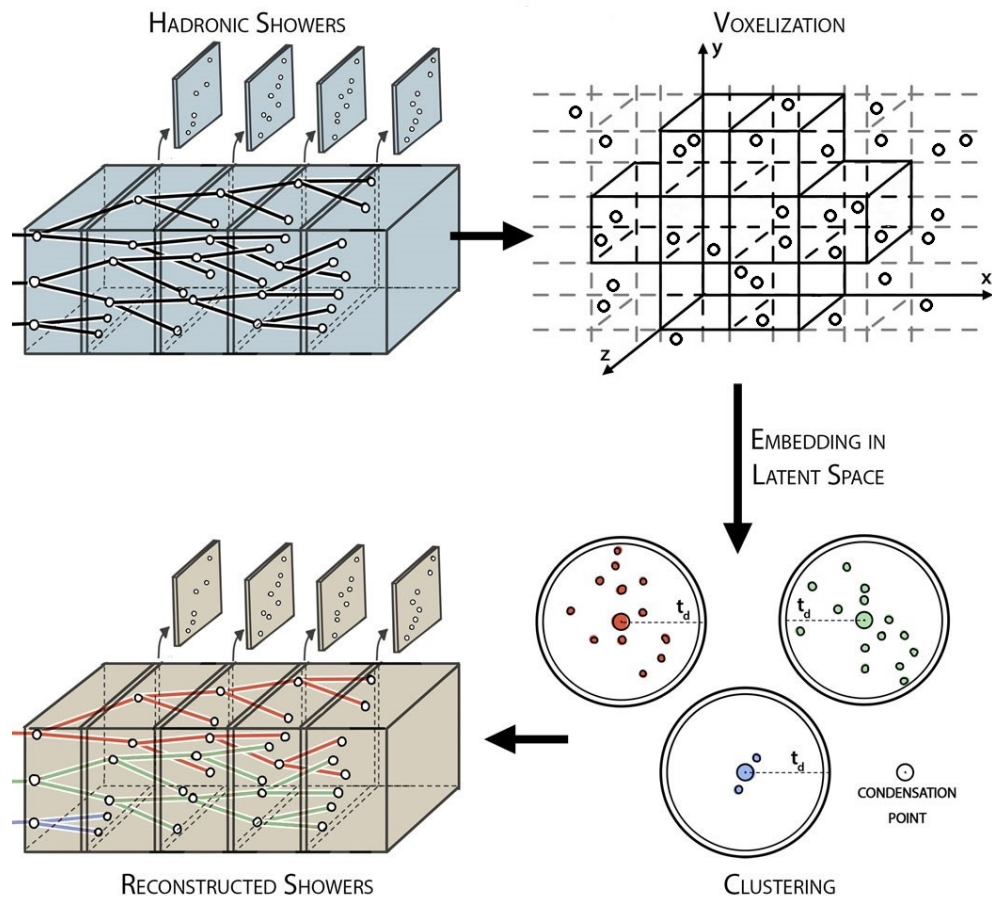 HADRONIC SHOWERS
VOXELIZATION
y
x
z
EMBEDDING IN
LATENT SPACE
t_d
t_d
t_d
CONDENSATION
POINT
RECONSTRUCTED SHOWERS
CLUSTERING